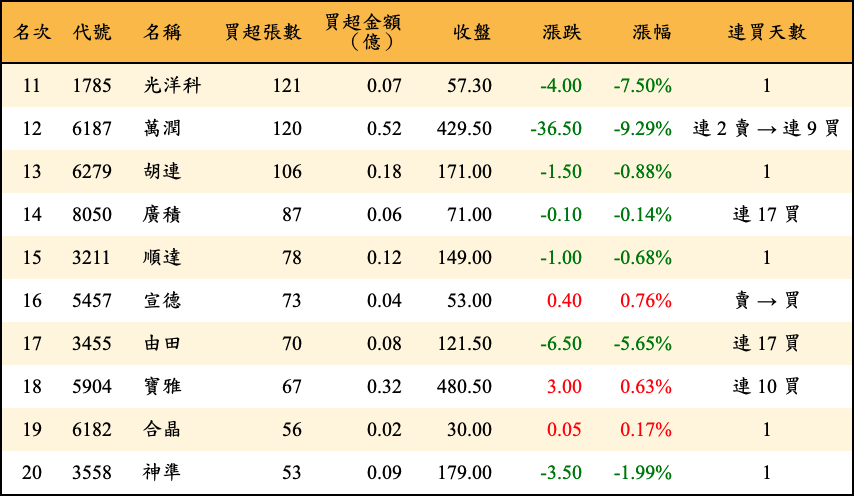 名次 代號 名稱 買超張數 買超金額（億） 收盤 漲跌 漲幅 連買天數
11 1785 光洋科 121 0.07 57.30 -4.00 -7.50% 1
12 6187 萬潤 120 0.52 429.50 -36.50 -9.29% 連 2 賣 → 連 9 買
13 6279 胡連 106 0.18 171.00 -1.50 -0.88% 1
14 8050 廣積 87 0.06 71.00 -0.10 -0.14% 連 17 買
15 3211 順達 78 0.12 149.00 -1.00 -0.68% 1
16 5457 宣德 73 0.04 53.00 0.40 0.76% 賣 → 買
17 3455 由田 70 0.08 121.50 -6.50 -5.65% 連 17 買
18 5904 寶雅 67 0.32 480.50 3.00 0.63% 連 10 買
19 6182 合晶 56 0.02 30.00 0.05 0.17% 1
20 3558 神準 53 0.09 179.00 -3.50 -1.99% 1